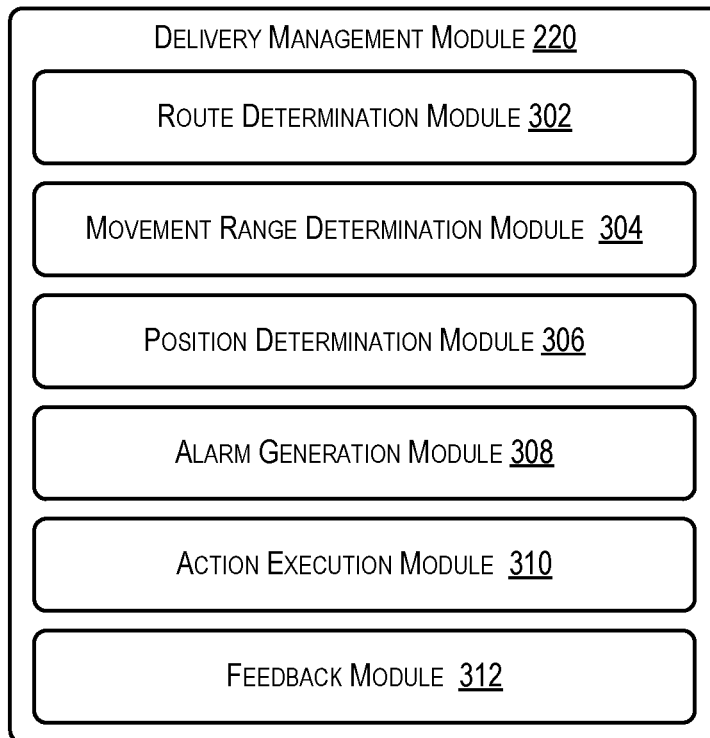 DELIVERY MANAGEMENT MODULE 220
ROUTE DETERMINATION MODULE 302
MOVEMENT RANGE DETERMINATION MODULE 304
POSITION DETERMINATION MODULE 306
ALARM GENERATION MODULE 308
ACTION EXECUTION MODULE 310
FEEDBACK MODULE 312